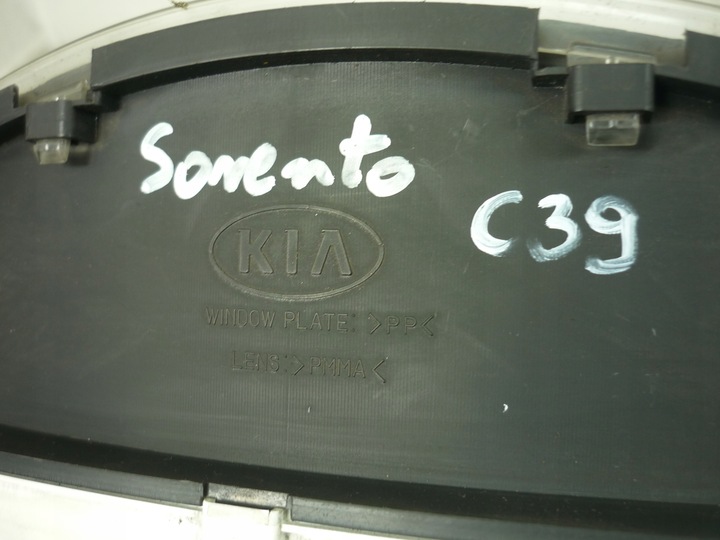 Sorento
C39
KIA
WINDOW PLATE: >PP<
LENS: >PMMA<